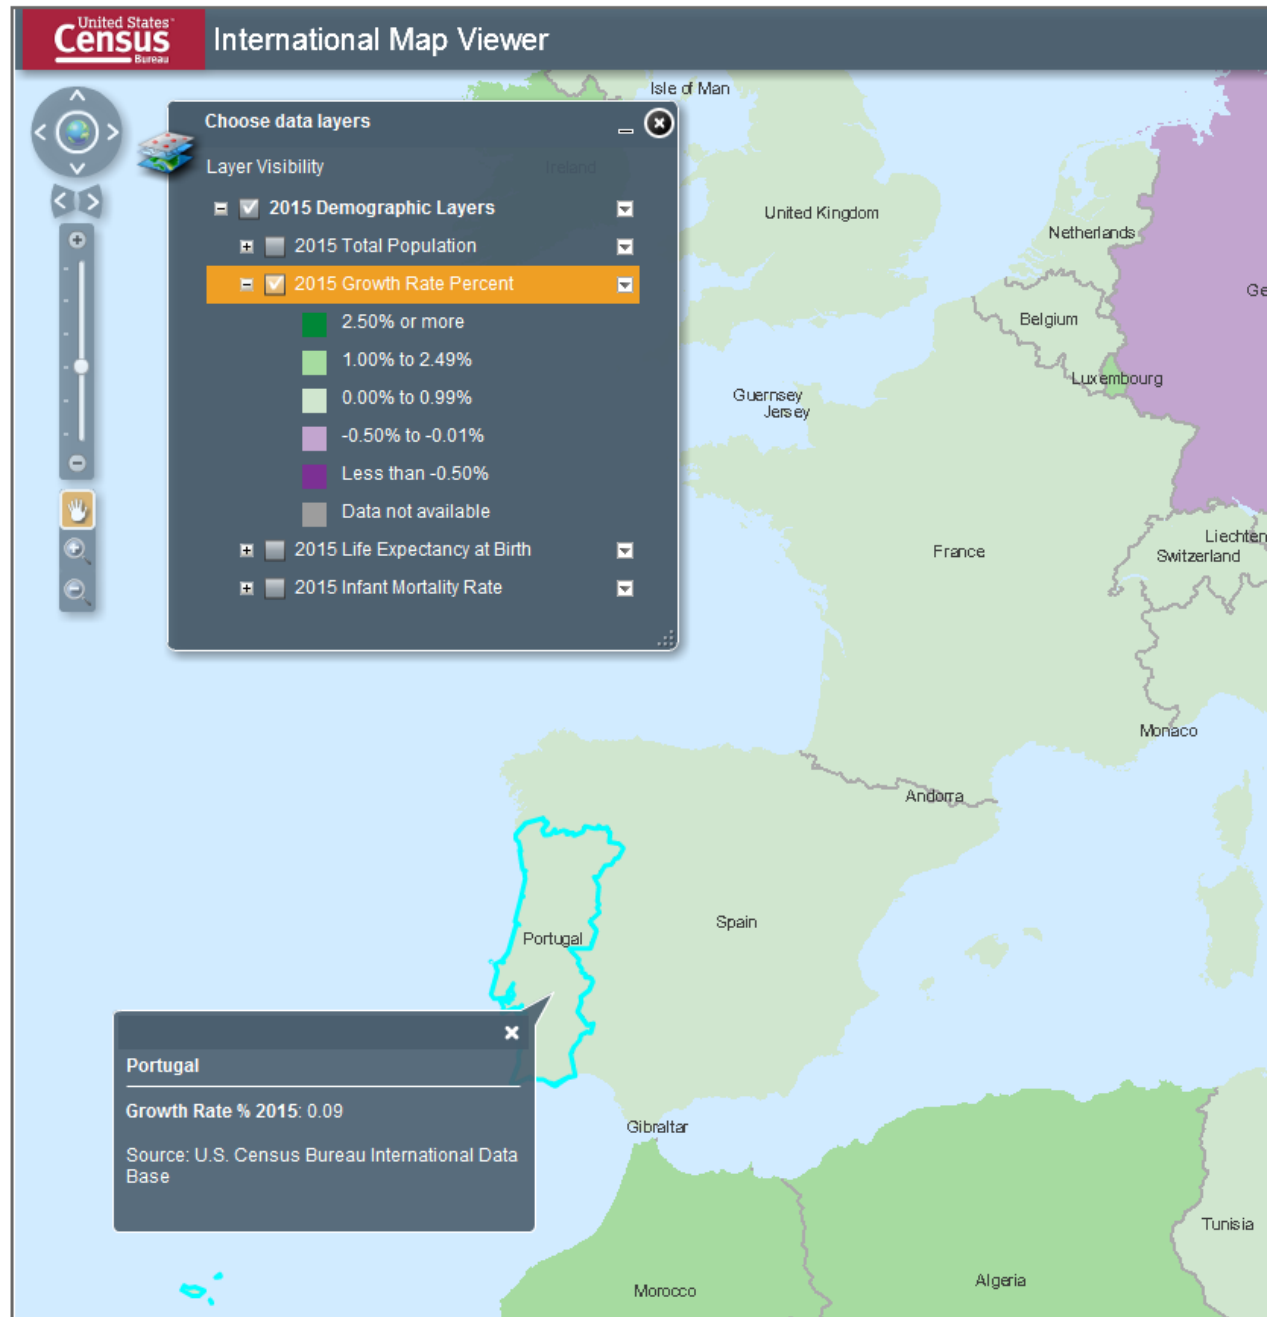 United States™
Census
Bureau
International Map Viewer
Choose data layers
Layer Visibility
2015 Demographic Layers
2015 Total Population
2015 Growth Rate Percent
2.50% or more
1.00% to 2.49%
0.00% to 0.99%
-0.50% to -0.01%
Less than -0.50%
Data not available
2015 Life Expectancy at Birth
2015 Infant Mortality Rate
Isle of Man
Ireland
United Kingdom
Netherlands
Ge
Belgium
Luxembourg
Guernsey
Jersey
France
Liechten
Switzerland
Monaco
Andorra
Spain
Portugal
Portugal
Growth Rate % 2015: 0.09
Source: U.S. Census Bureau International Data
Base
Gibraltar
Tunisia
Algeria
Morocco